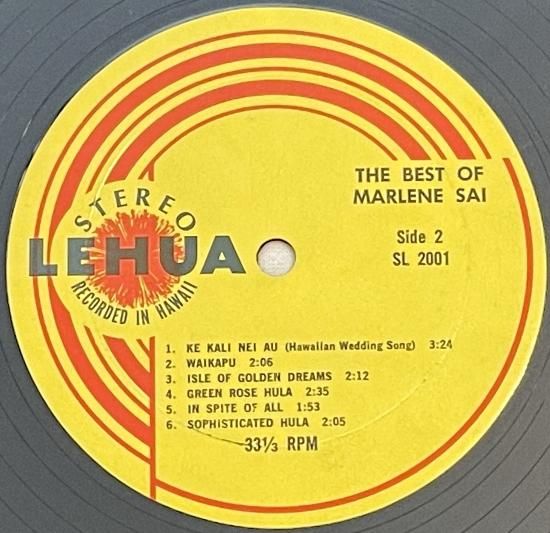 THE BEST OF
MARLENE SAI
Side 2
SL 2001
STEREO
LEHUA
RECORDED IN HAWAII
1. KE KALI NEI AU (Hawaiian Wedding Song) 3:24
2. WAIKAPU 2:06
3. ISLE OF GOLDEN DREAMS 2:12
4. GREEN ROSE HULA 2:35
5. IN SPITE OF ALL 1:53
6. SOPHISTICATED HULA 2:05
33⅓ RPM